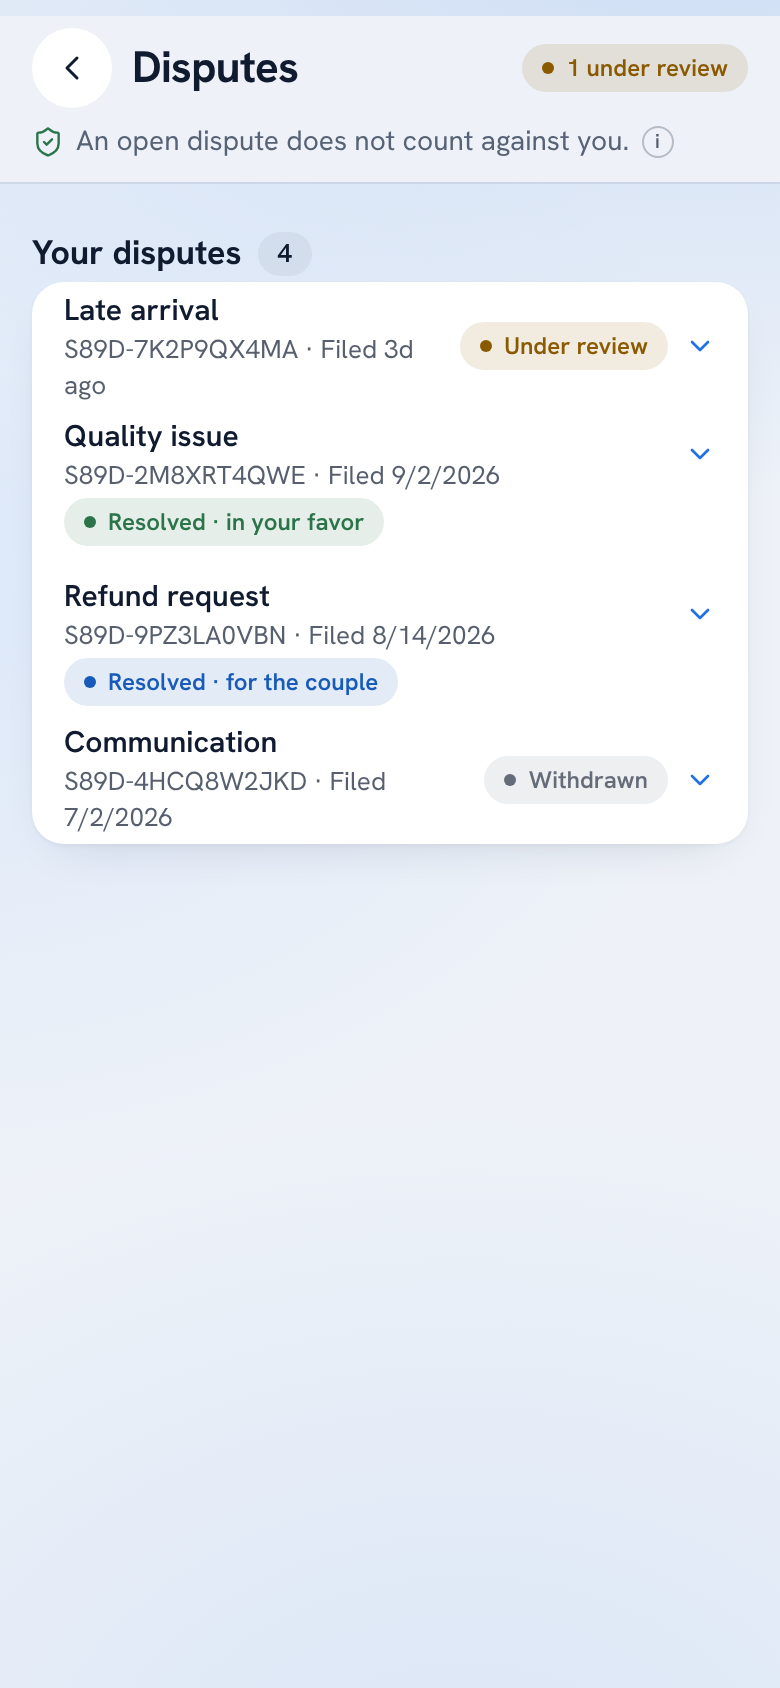 Disputes
1 under review
An open dispute does not count against you.
i
Your disputes 4
Late arrival
S89D-7K2P9QX4MA · Filed 3d
ago
Under review
Quality issue
S89D-2M8XRT4QWE · Filed 9/2/2026
Resolved · in your favor
Refund request
S89D-9PZ3LA0VBN · Filed 8/14/2026
Resolved · for the couple
Communication
S89D-4HCQ8W2JKD · Filed
7/2/2026
Withdrawn